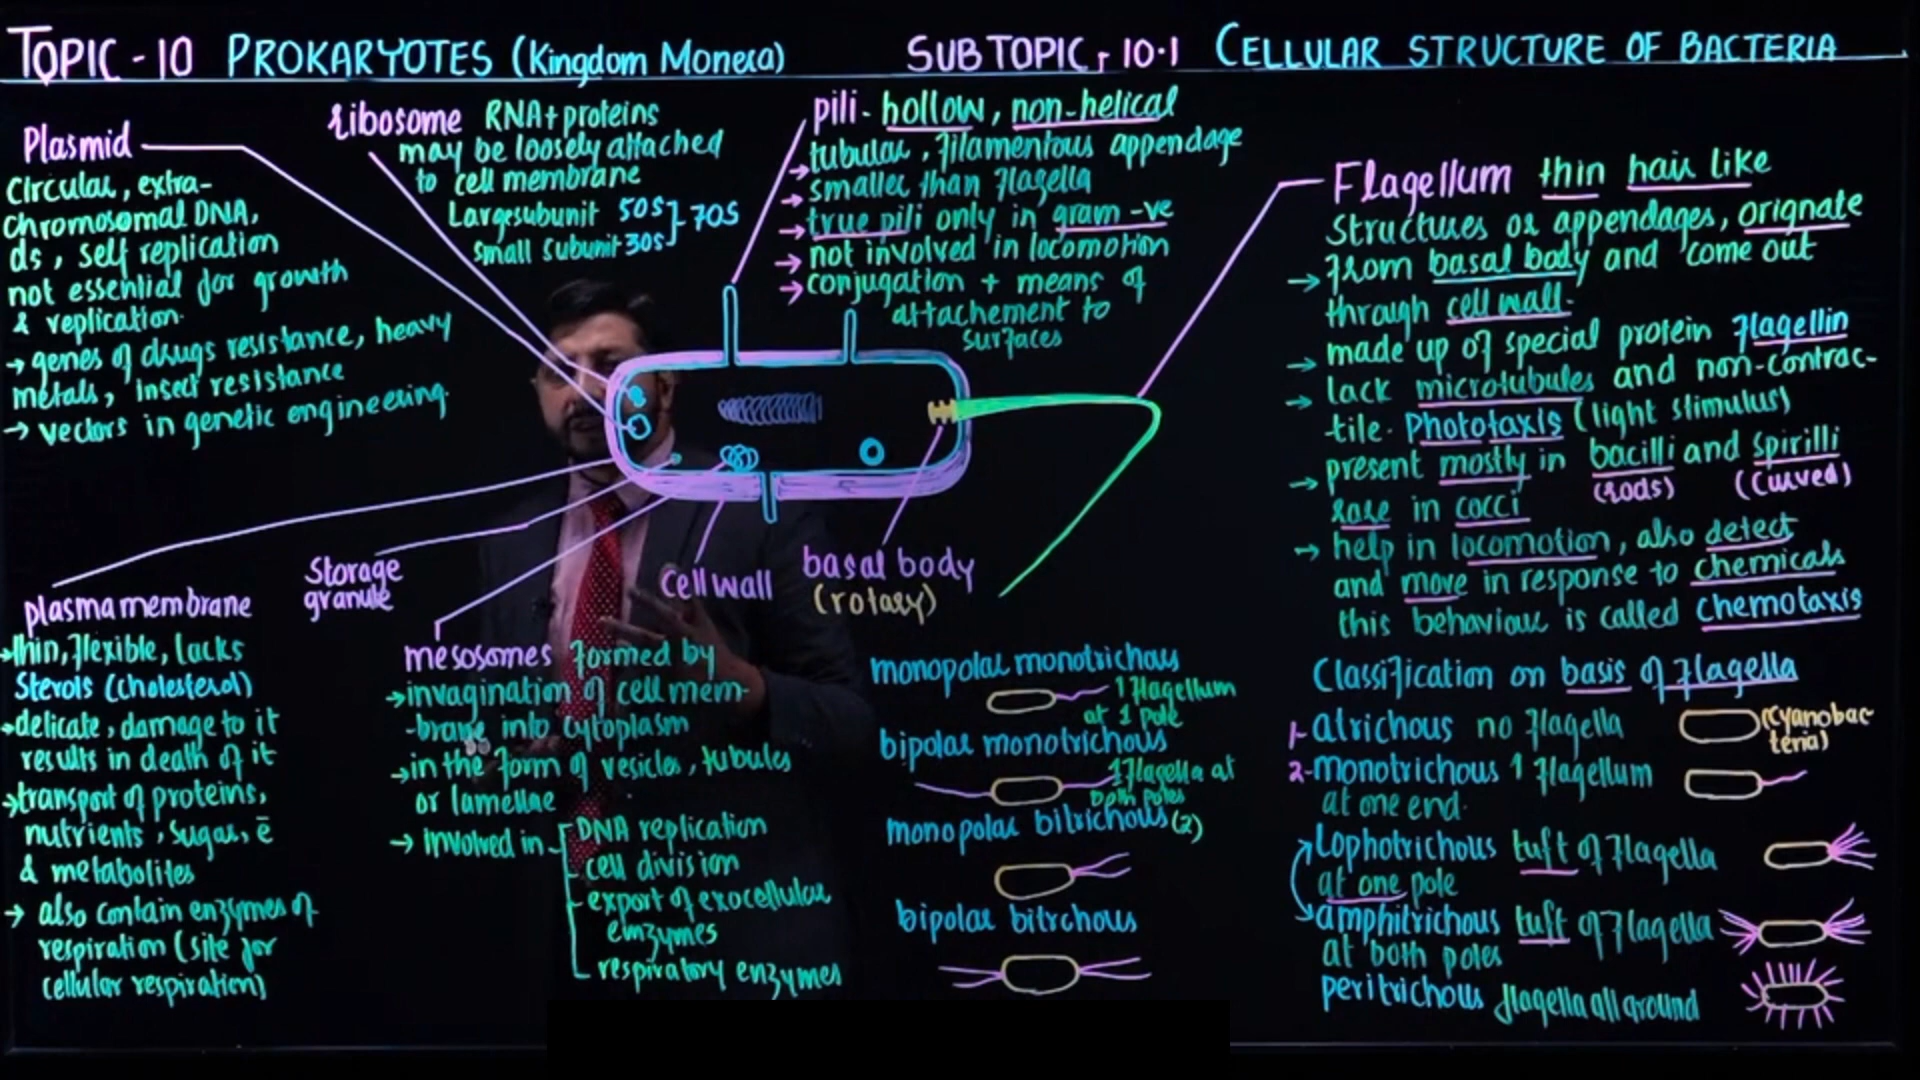 TOPIC - 10 PROKARYOTES (Kingdom Monera) SUBTOPIC, 10.1 CELLULAR STRUCTURE OF BACTERIA
Plasmid
Circular, extra-
chromosomal DNA,
ds, self replication
not essential for growth
& replication.
→ genes of drugs resistance, heavy
metals, insect resistance
→ vectors in genetic engineering.
ribosome RNA+proteins
may be loosely attached
to cell membrane
Large subunit 50S
small subunit 30S
70S
pili - hollow, non-helical
tubular, filamentous appendage
→ smaller than flagella
→ true pili only in gram -ve
→ not involved in locomotion
→ conjugation + means of
attachement to
surfaces
Flagellum thin hair like
structures or appendages, orignate
→ from basal body and come out
through cell wall.
→ made up of special protein flagellin
→ lack microtubules and non-contrac-
-tile. Phototaxis (light stimulus)
→ present mostly in bacilli and spirilli
(rods) (curved)
rare in cocci
→ help in locomotion, also detect
and move in response to chemicals
this behaviour is called chemotaxis
plasma membrane
→ thin, flexible, lacks
sterols (cholesterol)
→ delicate, damage to it
results in death of it
→ transport of proteins,
nutrients, sugar, ē
& metabolites
→ also contain enzymes of
respiration (site for
cellular respiration)
Storage
granule
mesosomes formed by
→ invagination of cell mem-
-brane into cytoplasm
→ in the form of vesicles, tubules
or lamellae
→ involved in
DNA replication
cell division
export of exocellular
emzymes
respiratory enzymes
cell wall
basal body
(rotary)
monopolar monotrichous
1 flagellum
at 1 pole
bipolar monotrichous
1 flagella at
both poles
monopolar bitrichous (2)
bipolar bitrchous
Classification on basis of flagella
1- atrichous no flagella
(cyanobac-
teria)
2- monotrichous 1 flagellum
at one end.
Lophotrichous tuft of flagella
at one pole
amphitrichous tuft of flagella
at both poles
peritrichous flagella all around